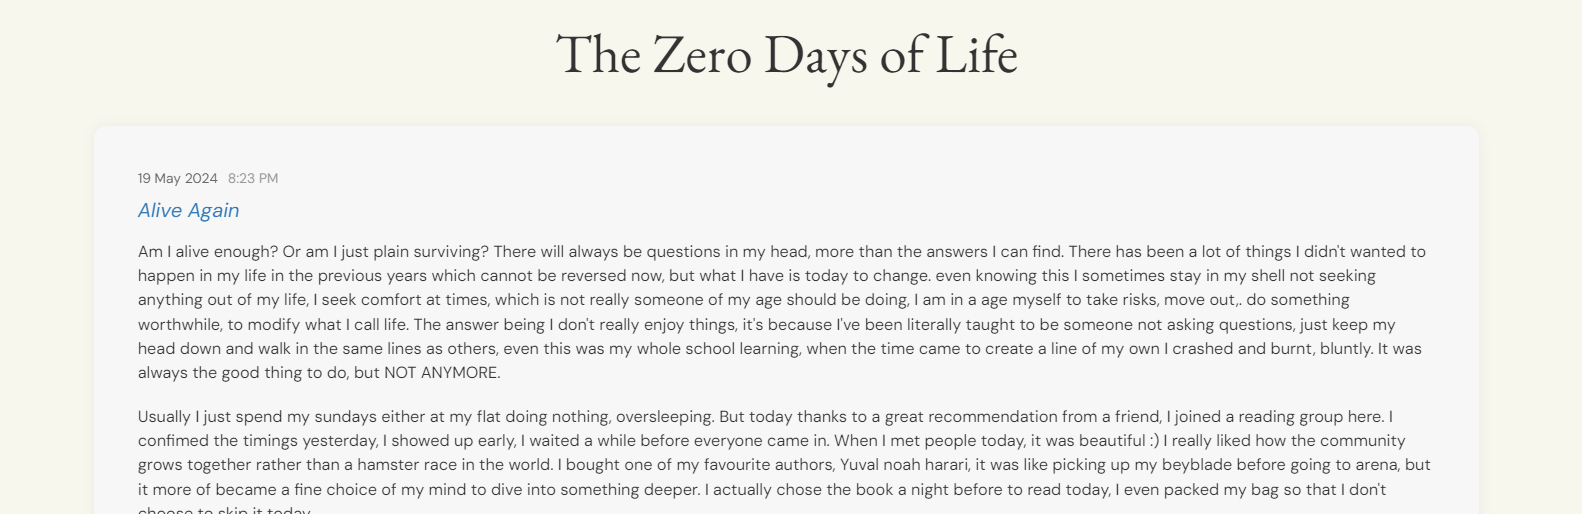 The Zero Days of Life
19 May 2024 8:23 PM
Alive Again
Am I alive enough? Or am I just plain surviving? There will always be questions in my head, more than the answers I can find. There has been a lot of things I didn't wanted to
happen in my life in the previous years which cannot be reversed now, but what I have is today to change. even knowing this I sometimes stay in my shell not seeking
anything out of my life, I seek comfort at times, which is not really someone of my age should be doing, I am in a age myself to take risks, move out,. do something
worthwhile, to modify what I call life. The answer being I don't really enjoy things, it's because I've been literally taught to be someone not asking questions, just keep my
head down and walk in the same lines as others, even this was my whole school learning, when the time came to create a line of my own I crashed and burnt, bluntly. It was
always the good thing to do, but NOT ANYMORE.
Usually I just spend my sundays either at my flat doing nothing, oversleeping. But today thanks to a great recommendation from a friend, I joined a reading group here. I
confimed the timings yesterday, I showed up early, I waited a while before everyone came in. When I met people today, it was beautiful :) I really liked how the community
grows together rather than a hamster race in the world. I bought one of my favourite authors, Yuval noah harari, it was like picking up my beyblade before going to arena, but
it more of became a fine choice of my mind to dive into something deeper. I actually chose the book a night before to read today, I even packed my bag so that I don't
choose to skip it today.